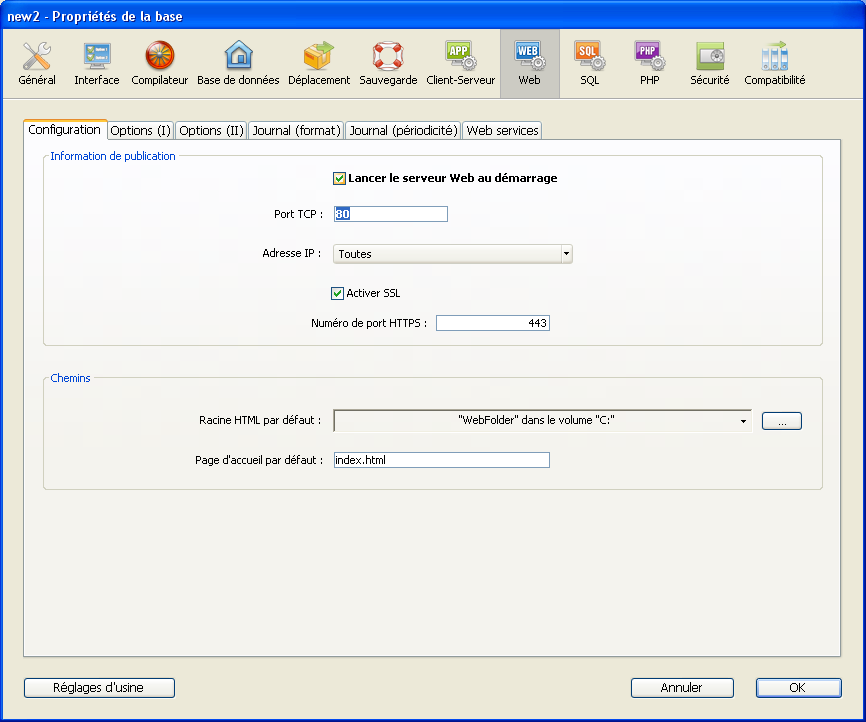 new2 - Propriétés de la base
APP WEB SQL PHP
Général Interface Compilateur Base de données Déplacement Sauvegarde Client-Serveur Web SQL PHP Sécurité Compatibilité
Configuration Options (I) Options (II) Journal (format) Journal (périodicité) Web services
Information de publication
Lancer le serveur Web au démarrage
Port TCP : 80
Adresse IP : Toutes
Activer SSL
Numéro de port HTTPS : 443
Chemins
Racine HTML par défaut : "WebFolder" dans le volume "C:" ...
Page d'accueil par défaut : index.html
Réglages d'usine Annuler OK